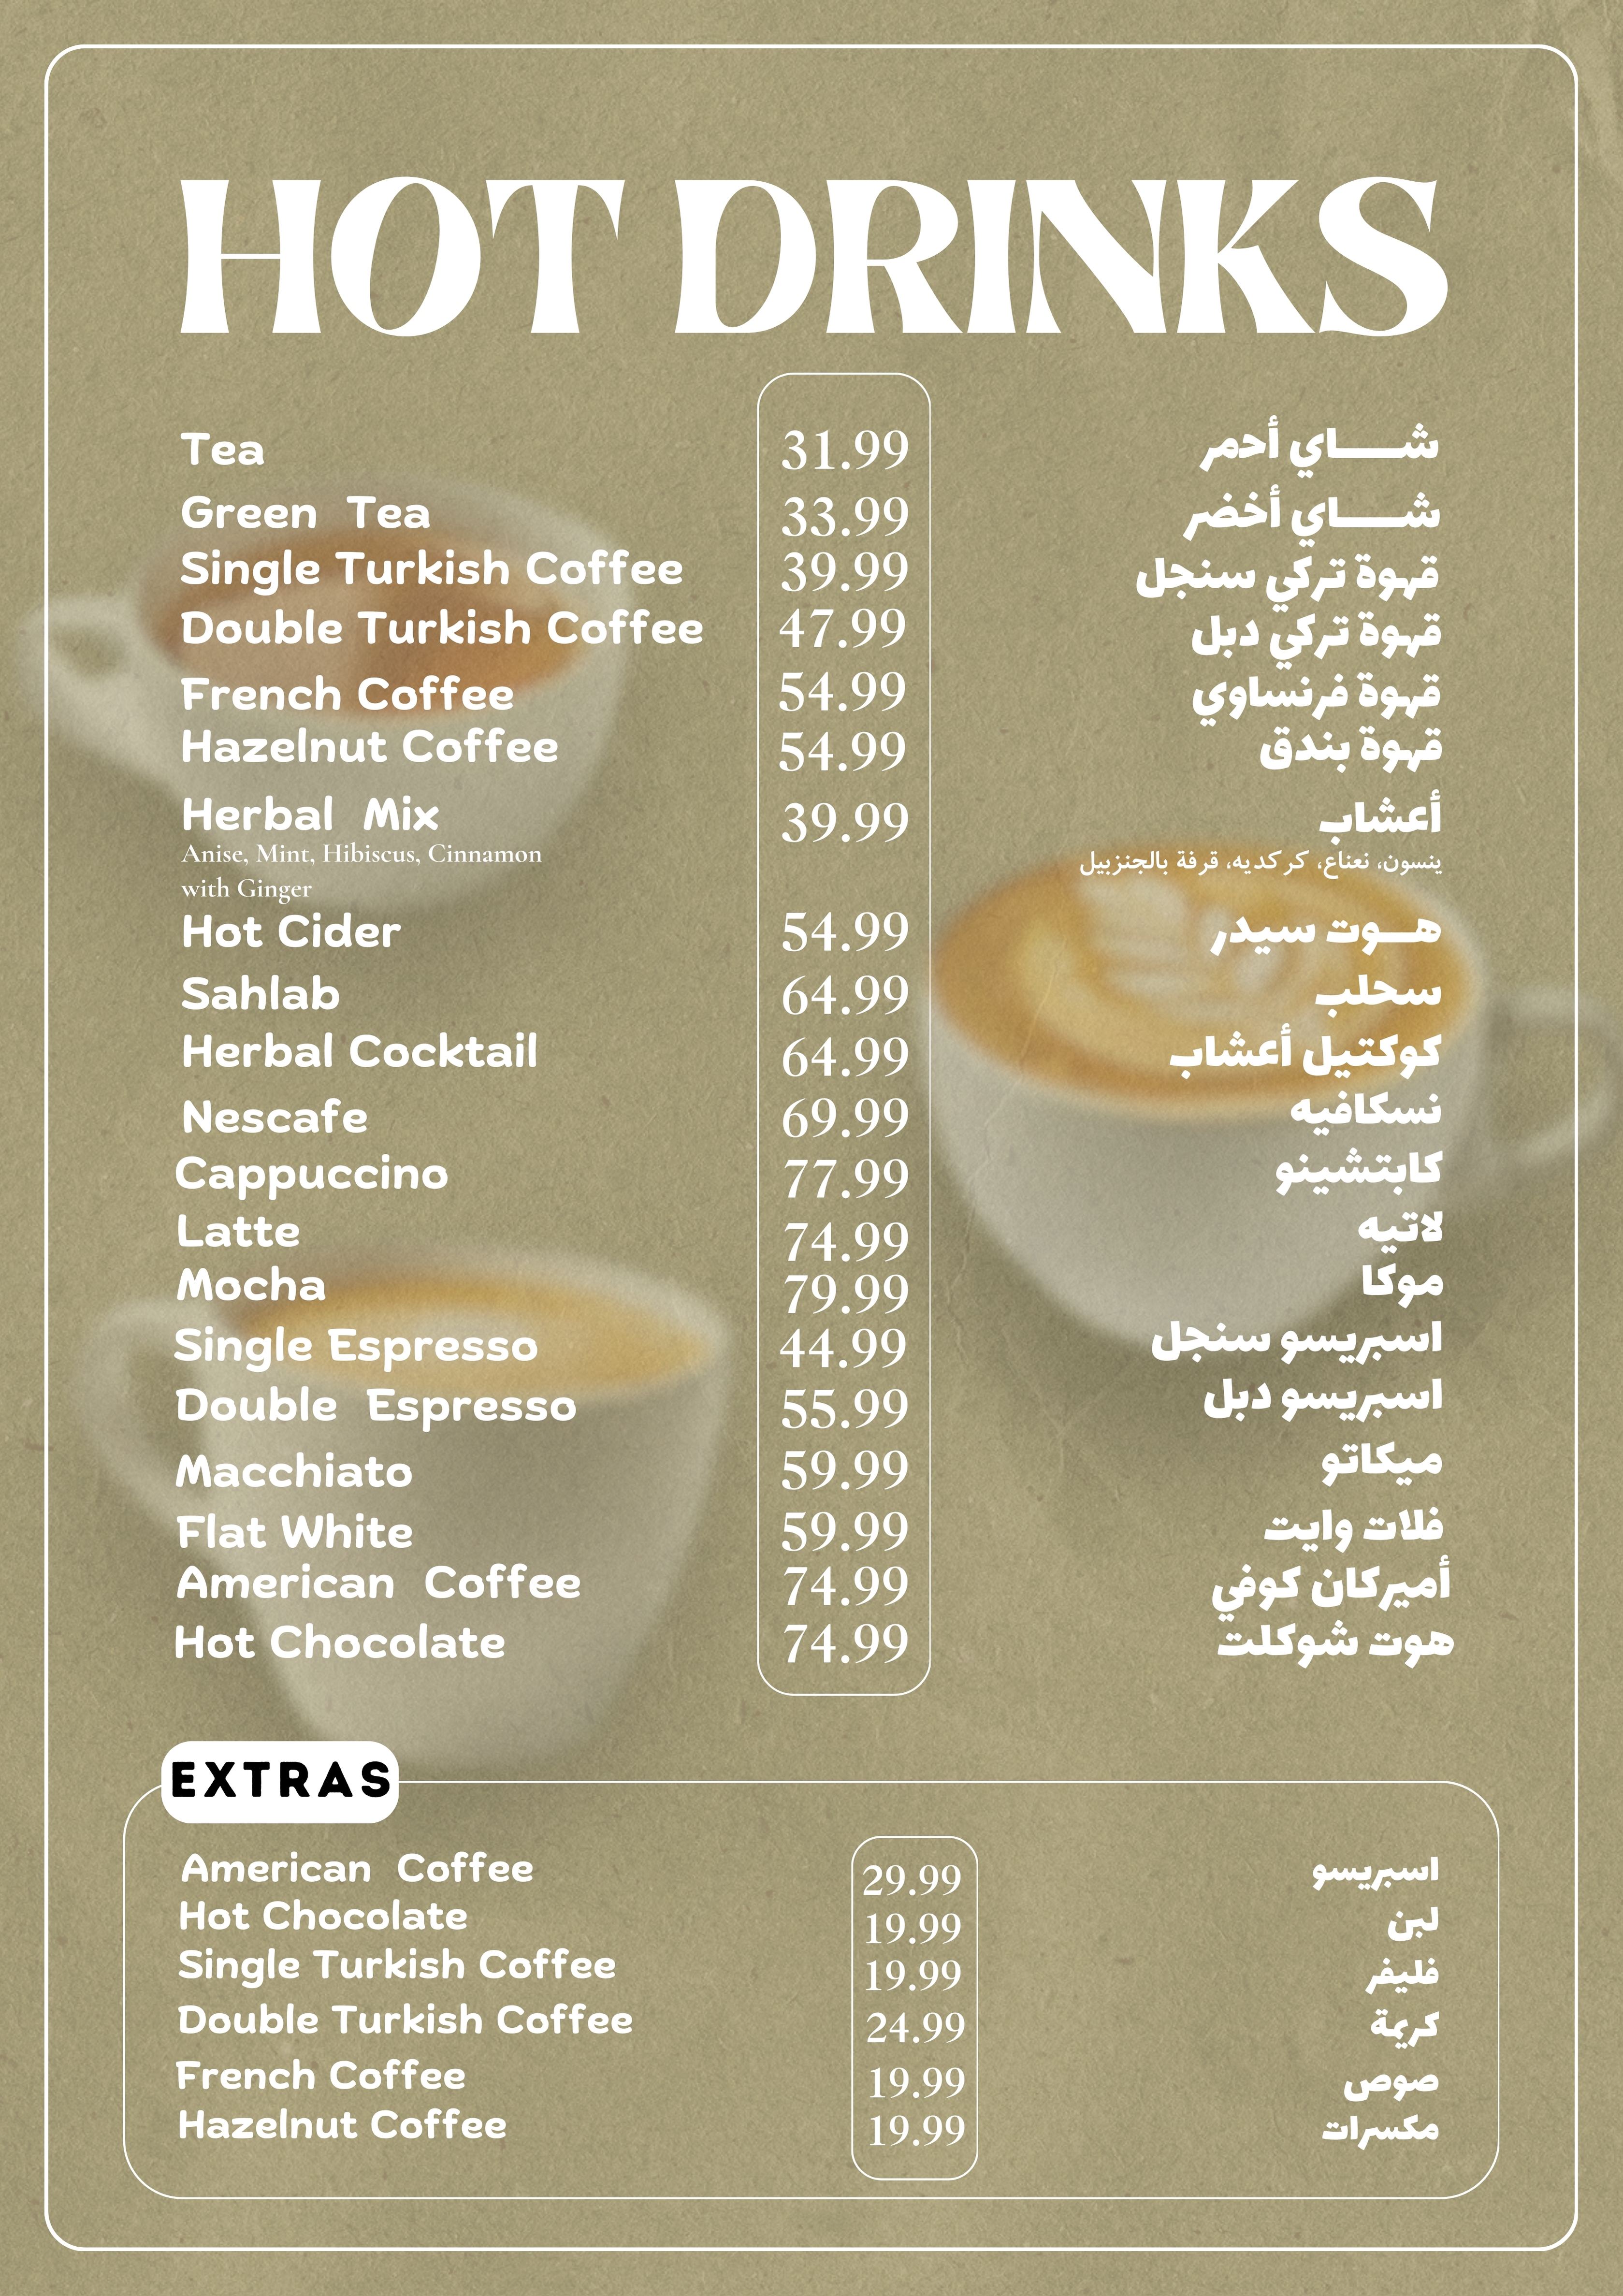 HOT DRINKS
Tea 31.99 شـــــاي أحمر
Green Tea 33.99 شـــــاي أخضر
Single Turkish Coffee 39.99 قهوة تركي سنجل
Double Turkish Coffee 47.99 قهوة تركي دبل
French Coffee 54.99 قهوة فرنساوي
Hazelnut Coffee 54.99 قهوة بندق
Herbal Mix 39.99 أعشاب
Anise, Mint, Hibiscus, Cinnamon ينسون، نعناع، كركديه، قرفة بالجنزبيل
with Ginger
Hot Cider 54.99 هـــوت سيدر
Sahlab 64.99 سحلب
Herbal Cocktail 64.99 كوكتيل أعشاب
Nescafe 69.99 نسكافيه
Cappuccino 77.99 كابتشينو
Latte 74.99 لاتيه
Mocha 79.99 موكا
Single Espresso 44.99 اسبريسو سنجل
Double Espresso 55.99 اسبريسو دبل
Macchiato 59.99 ميكاتو
Flat White 59.99 فلات وايت
American Coffee 74.99 أميركان كوفي
Hot Chocolate 74.99 هوت شوكلت
EXTRAS
American Coffee 29.99 اسبريسو
Hot Chocolate 19.99 لبن
Single Turkish Coffee 19.99 فليفر
Double Turkish Coffee 24.99 كريمة
French Coffee 19.99 صوص
Hazelnut Coffee 19.99 مكسرات